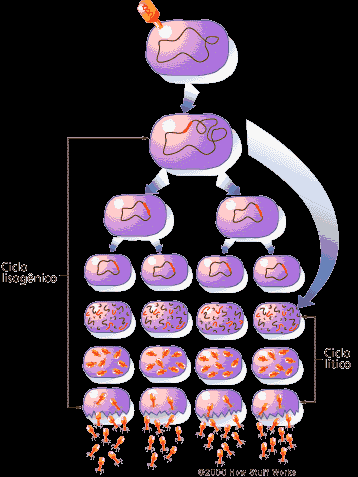 Ciclo
lisogênico
Ciclo
lítico
©2000 How Stuff Works